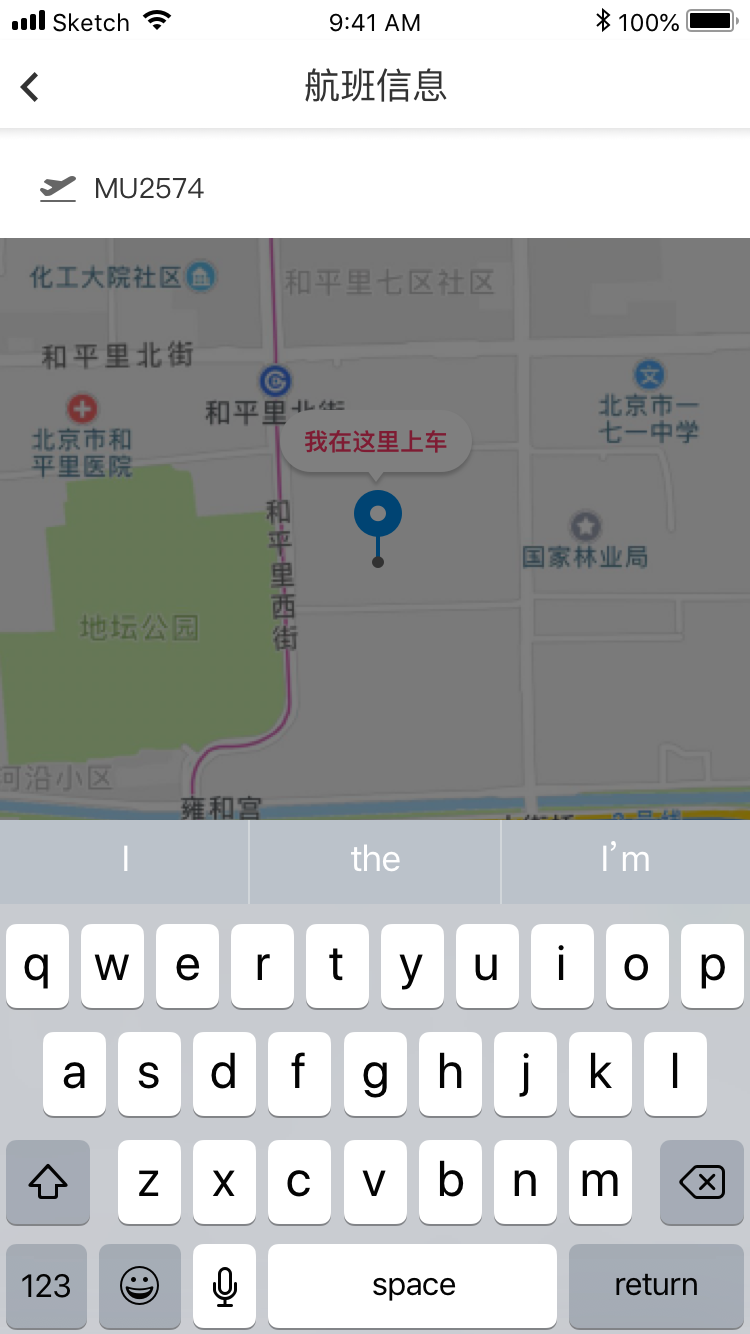 Sketch 9:41 AM 100%
航班信息
MU2574
化工大院社区
和平里七区社区
和平里北街
和平里北街
北京市一
七一中学
北京市和
平里医院
我在这里上车
和平里西街
国家林业局
地坛公园
河沿小区
雍和宫
2号线
I the I'm
q w e r t y u i o p
a s d f g h j k l
z x c v b n m
123 space return